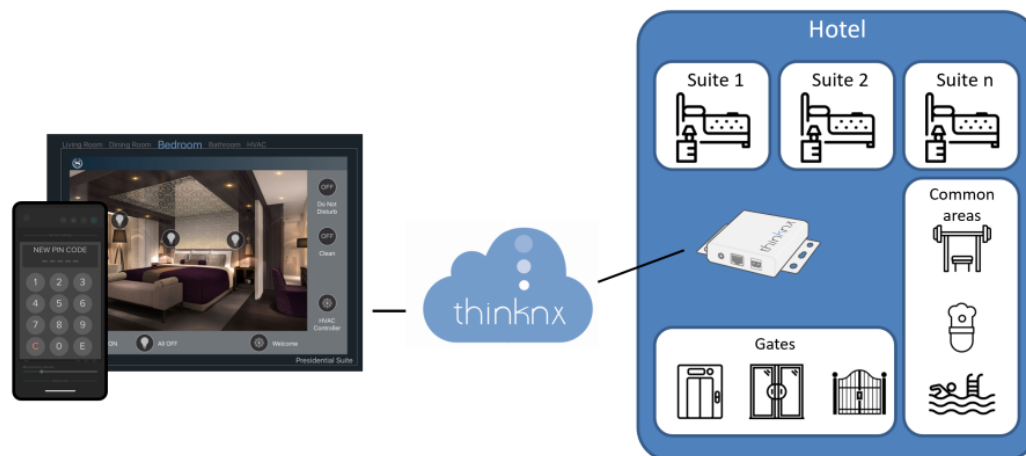 Living Room Dining Room Bedroom Bathroom HVAC
S
OFF
Do Not
Disturb
OFF
Clean
HVAC
Controller
ON
All OFF
Welcome
Presidential Suite
NEW PIN CODE
1 2 3
4 5 6
7 8 9
C 0 E
thinknx
Hotel
Suite 1
Suite 2
Suite n
thinknx
Common
areas
Gates